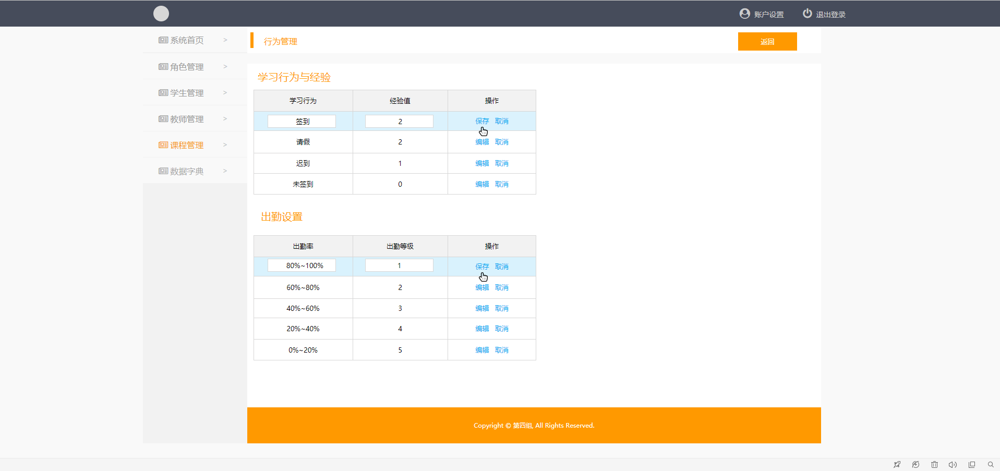 账户设置 退出登录
系统首页 >
角色管理 >
学生管理 >
教师管理 >
课程管理 >
数据字典 >
行为管理 返回
学习行为与经验
学习行为 经验值 操作
签到 2 保存 取消
请假 2 编辑 取消
迟到 1 编辑 取消
未签到 0 编辑 取消
出勤设置
出勤率 出勤等级 操作
80%~100% 1 保存 取消
60%~80% 2 编辑 取消
40%~60% 3 编辑 取消
20%~40% 4 编辑 取消
0%~20% 5 编辑 取消
Copyright © 第四组, All Rights Reserved.